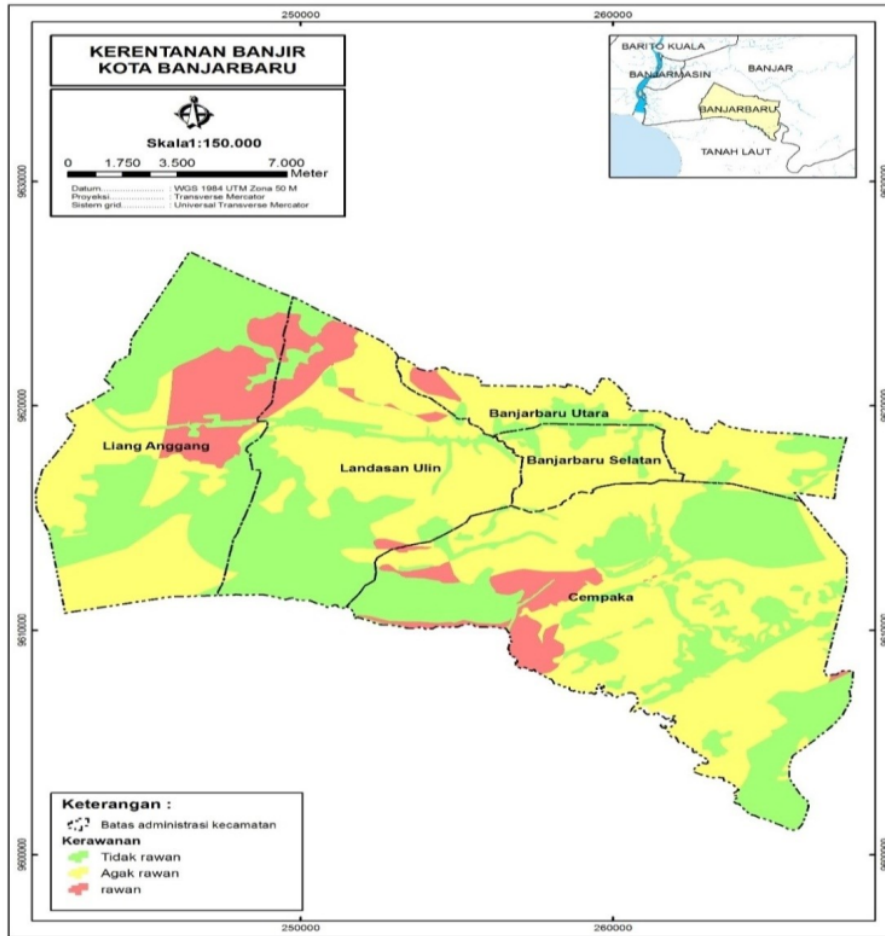 250000 260000
KERENTANAN BANJIR
KOTA BANJARBARU
Skala1:150.000
0 1.750 3.500 7.000
Meter
Datum....................... : WGS 1984 UTM Zona 50 M
Proyeksi.................... : Transverse Mercator
Sistem grid................ : Universal Transverse Mercator
BARITO KUALA
BANJARMASIN
BANJAR
BANJARBARU
TANAH LAUT
9630000
9620000
9610000
9600000
Banjarbaru Utara
Liang Anggang
Landasan Ulin
Banjarbaru Selatan
Cempaka
Keterangan :
Batas administrasi kecamatan
Kerawanan
Tidak rawan
Agak rawan
rawan
250000 260000